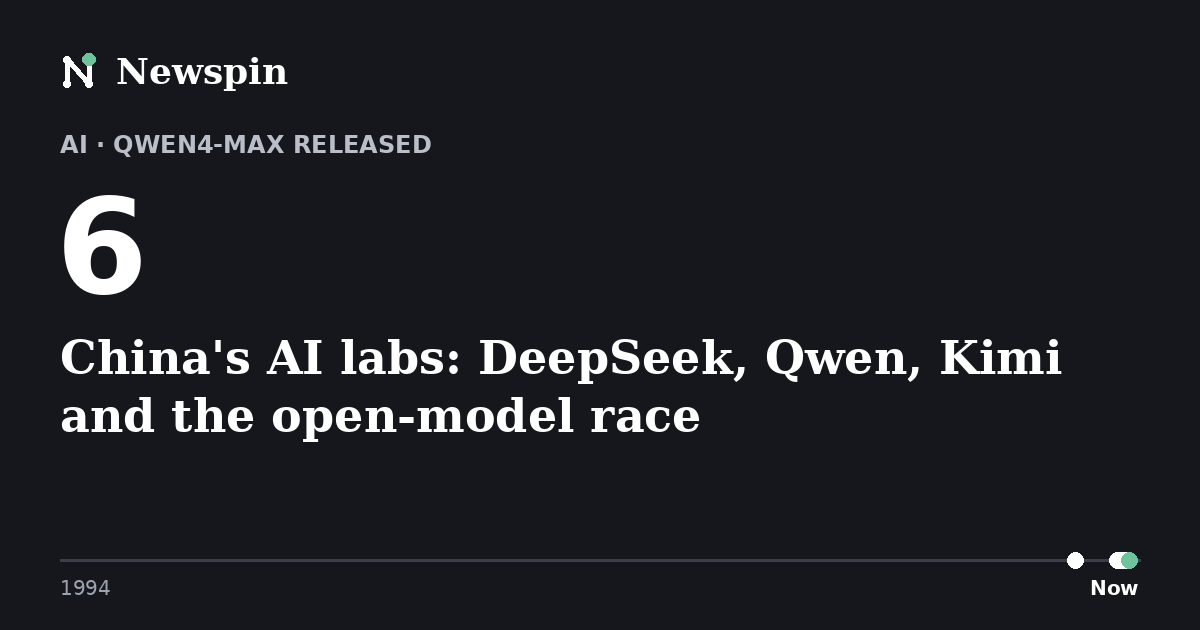 Newspin
AI · QWEN4-MAX RELEASED
6
China's AI labs: DeepSeek, Qwen, Kimi
and the open-model race
1994
Now